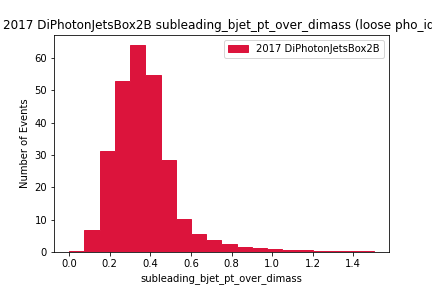 2017 DiPhotonJetsBox2B subleading_bjet_pt_over_dimass (loose pho_id
2017 DiPhotonJetsBox2B
Number of Events
60
50
40
30
20
10
0
0.0 0.2 0.4 0.6 0.8 1.0 1.2 1.4
subleading_bjet_pt_over_dimass